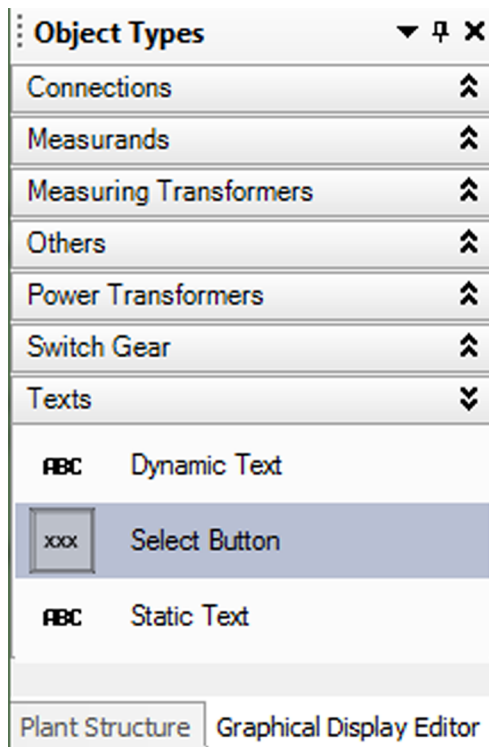 Object Types
Connections
Measurands
Measuring Transformers
Others
Power Transformers
Switch Gear
Texts
ABC Dynamic Text
xxx Select Button
ABC Static Text
Plant Structure Graphical Display Editor